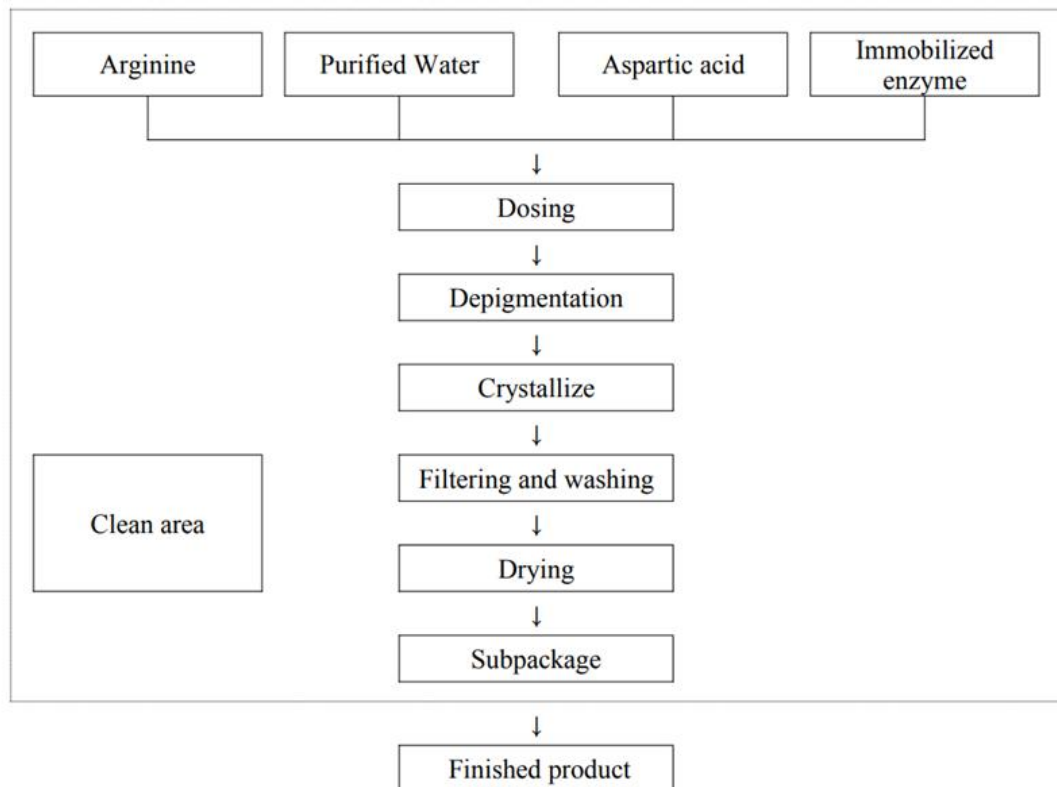 Arginine
Purified Water
Aspartic acid
Immobilized
enzyme
↓
Dosing
↓
Depigmentation
↓
Crystallize
↓
Filtering and washing
Clean area
↓
Drying
↓
Subpackage
↓
Finished product